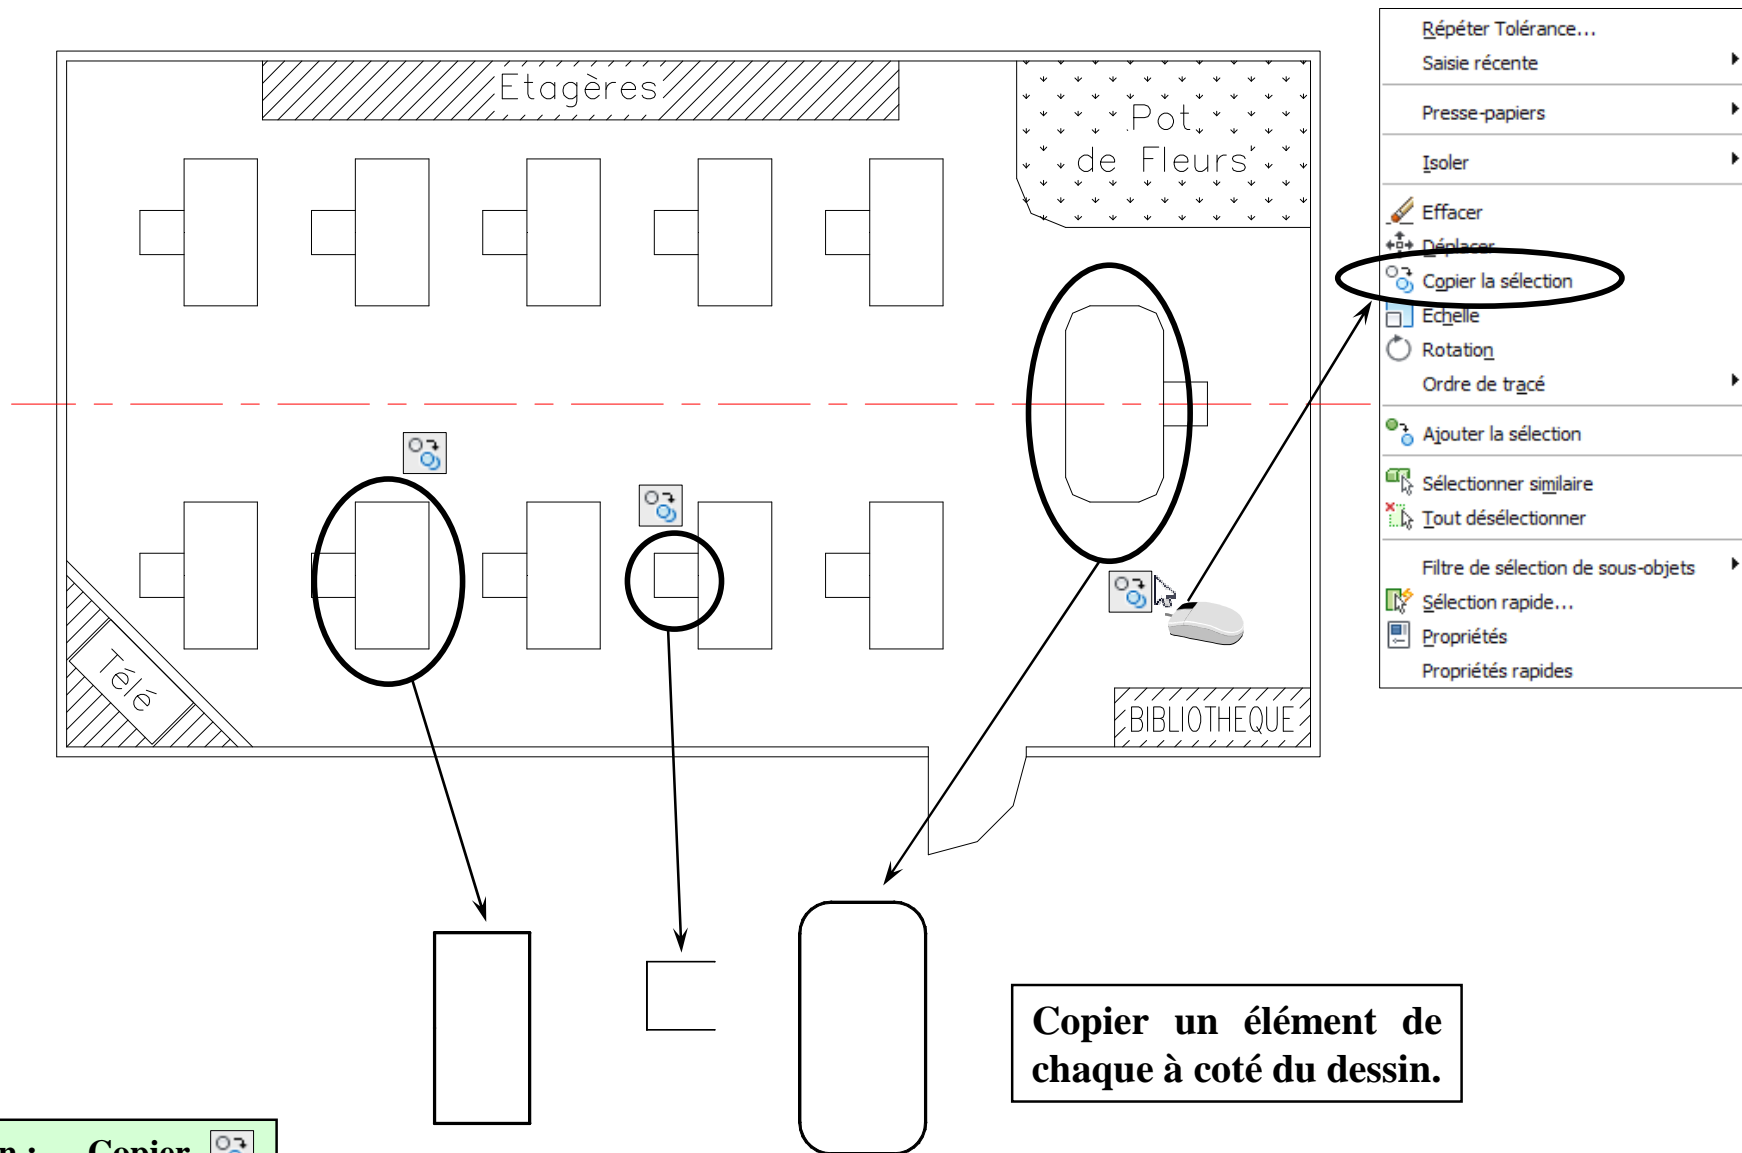 Etagères
Pot
de Fleurs
Télé
BIBLIOTHEQUE
Répéter Tolérance...
Saisie récente
Presse-papiers
Isoler
Effacer
Déplacer
Copier la sélection
Echelle
Rotation
Ordre de tracé
Ajouter la sélection
Sélectionner similaire
Tout désélectionner
Filtre de sélection de sous-objets
Sélection rapide...
Propriétés
Propriétés rapides
Copier un élément de
chaque à coté du dessin.
Copier